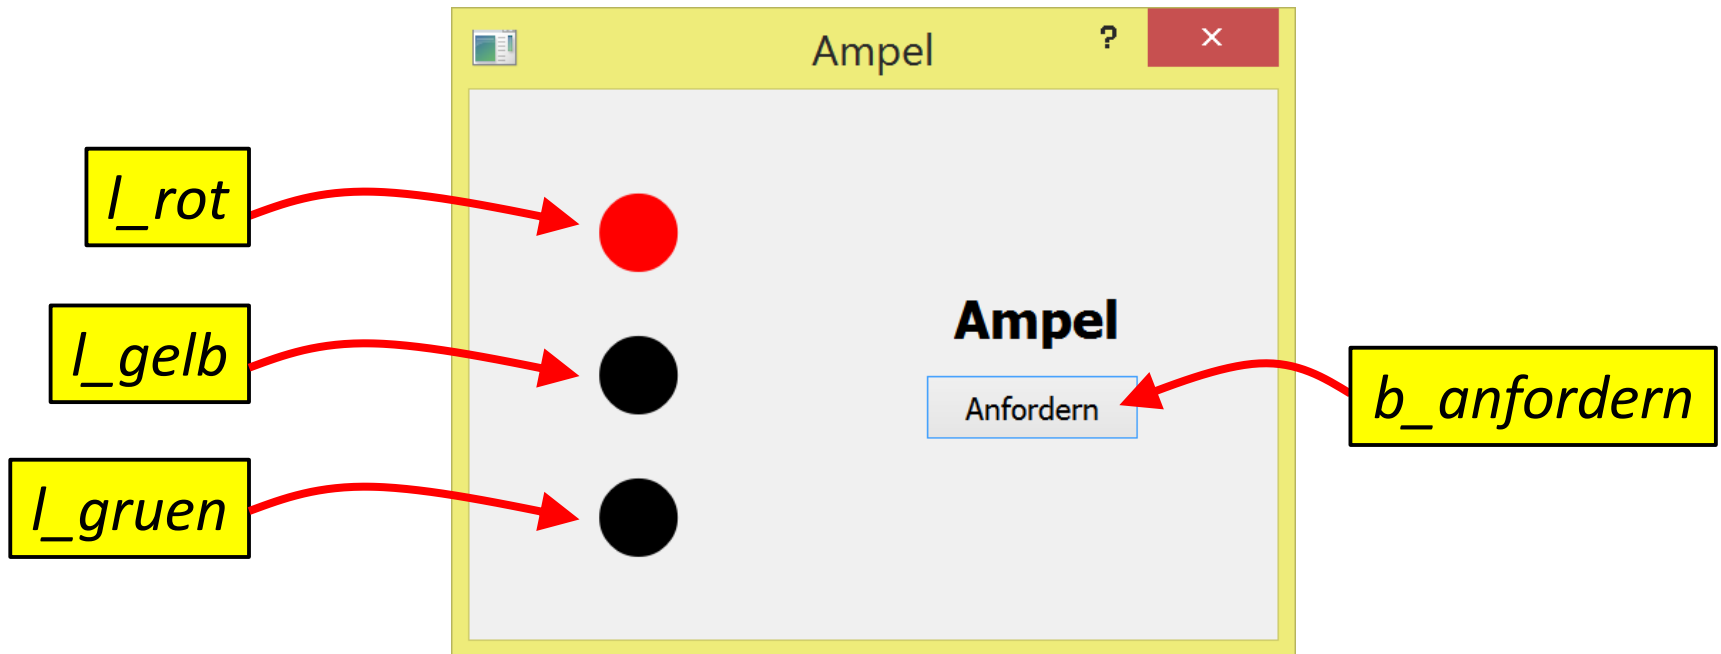 Ampel
?
l_rot
l_gelb
l_gruen
Ampel
Anfordern
b_anfordern